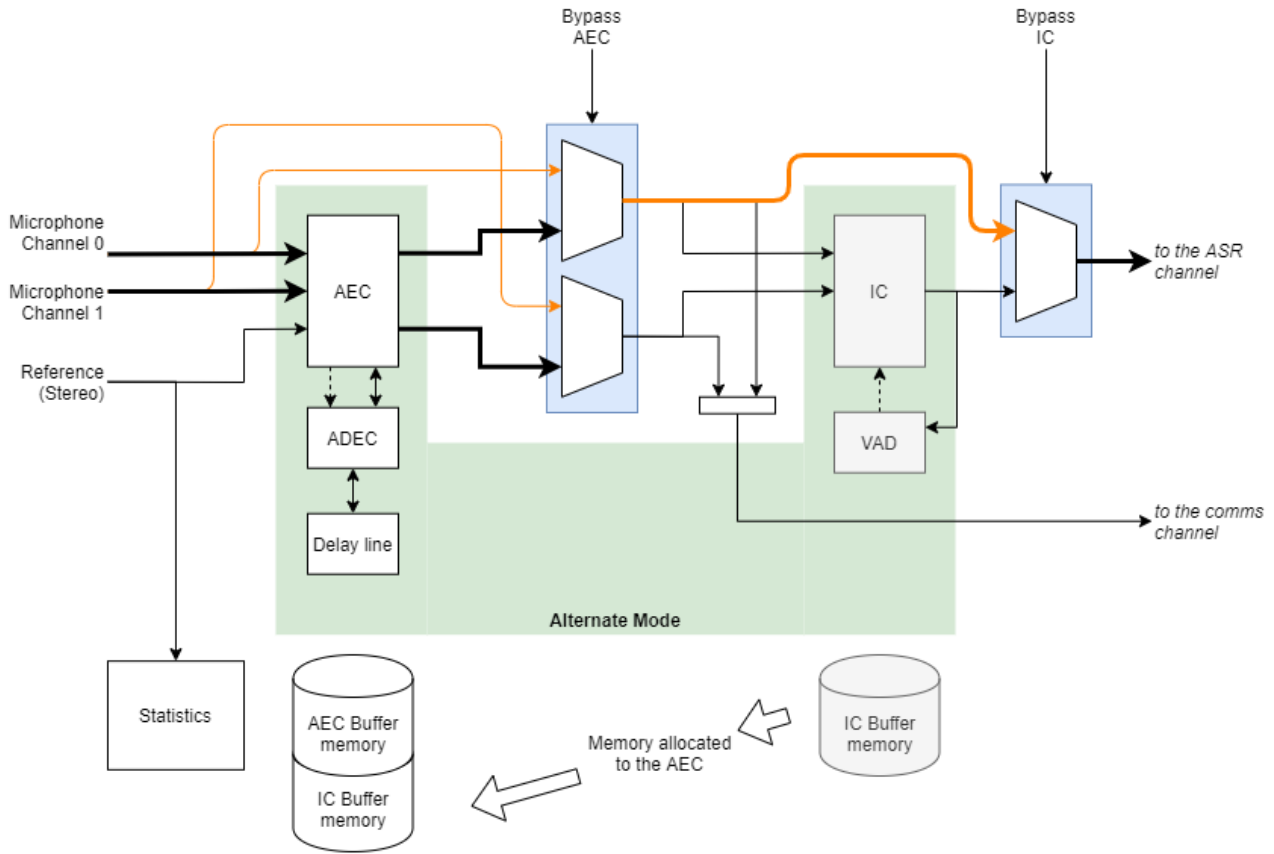 Bypass
AEC
Bypass
IC
Microphone
Channel 0
Microphone
Channel 1
Reference
(Stereo)
AEC
ADEC
Delay line
IC
VAD
to the ASR
channel
to the comms
channel
Alternate Mode
Statistics
AEC Buffer
memory
IC Buffer
memory
Memory allocated
to the AEC
IC Buffer
memory